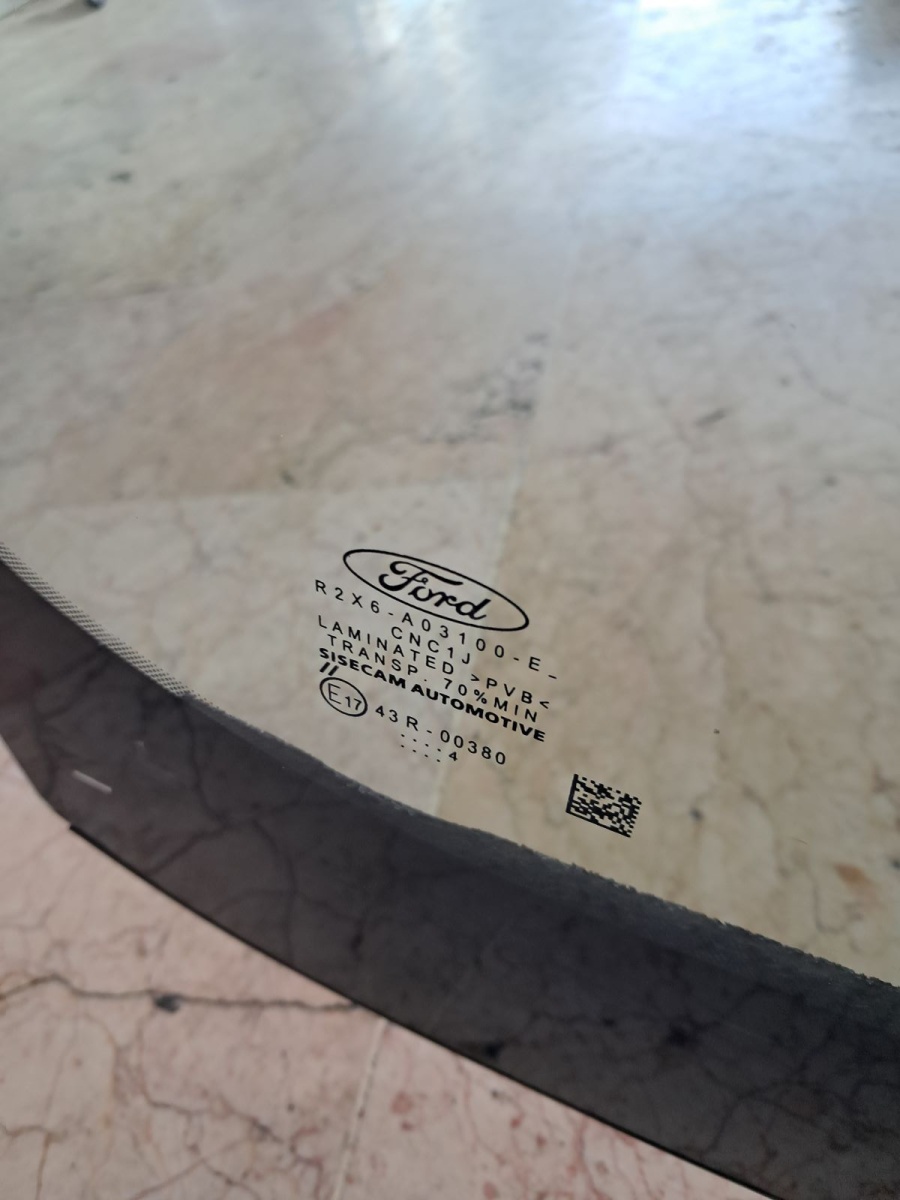 Ford
R2X6-A03100-E-
CNC1J
LAMINATED >PVB<
TRANSP. 70%MIN
SISECAM AUTOMOTIVE
//
E17 43R-00380
. . . .
. . . . 4